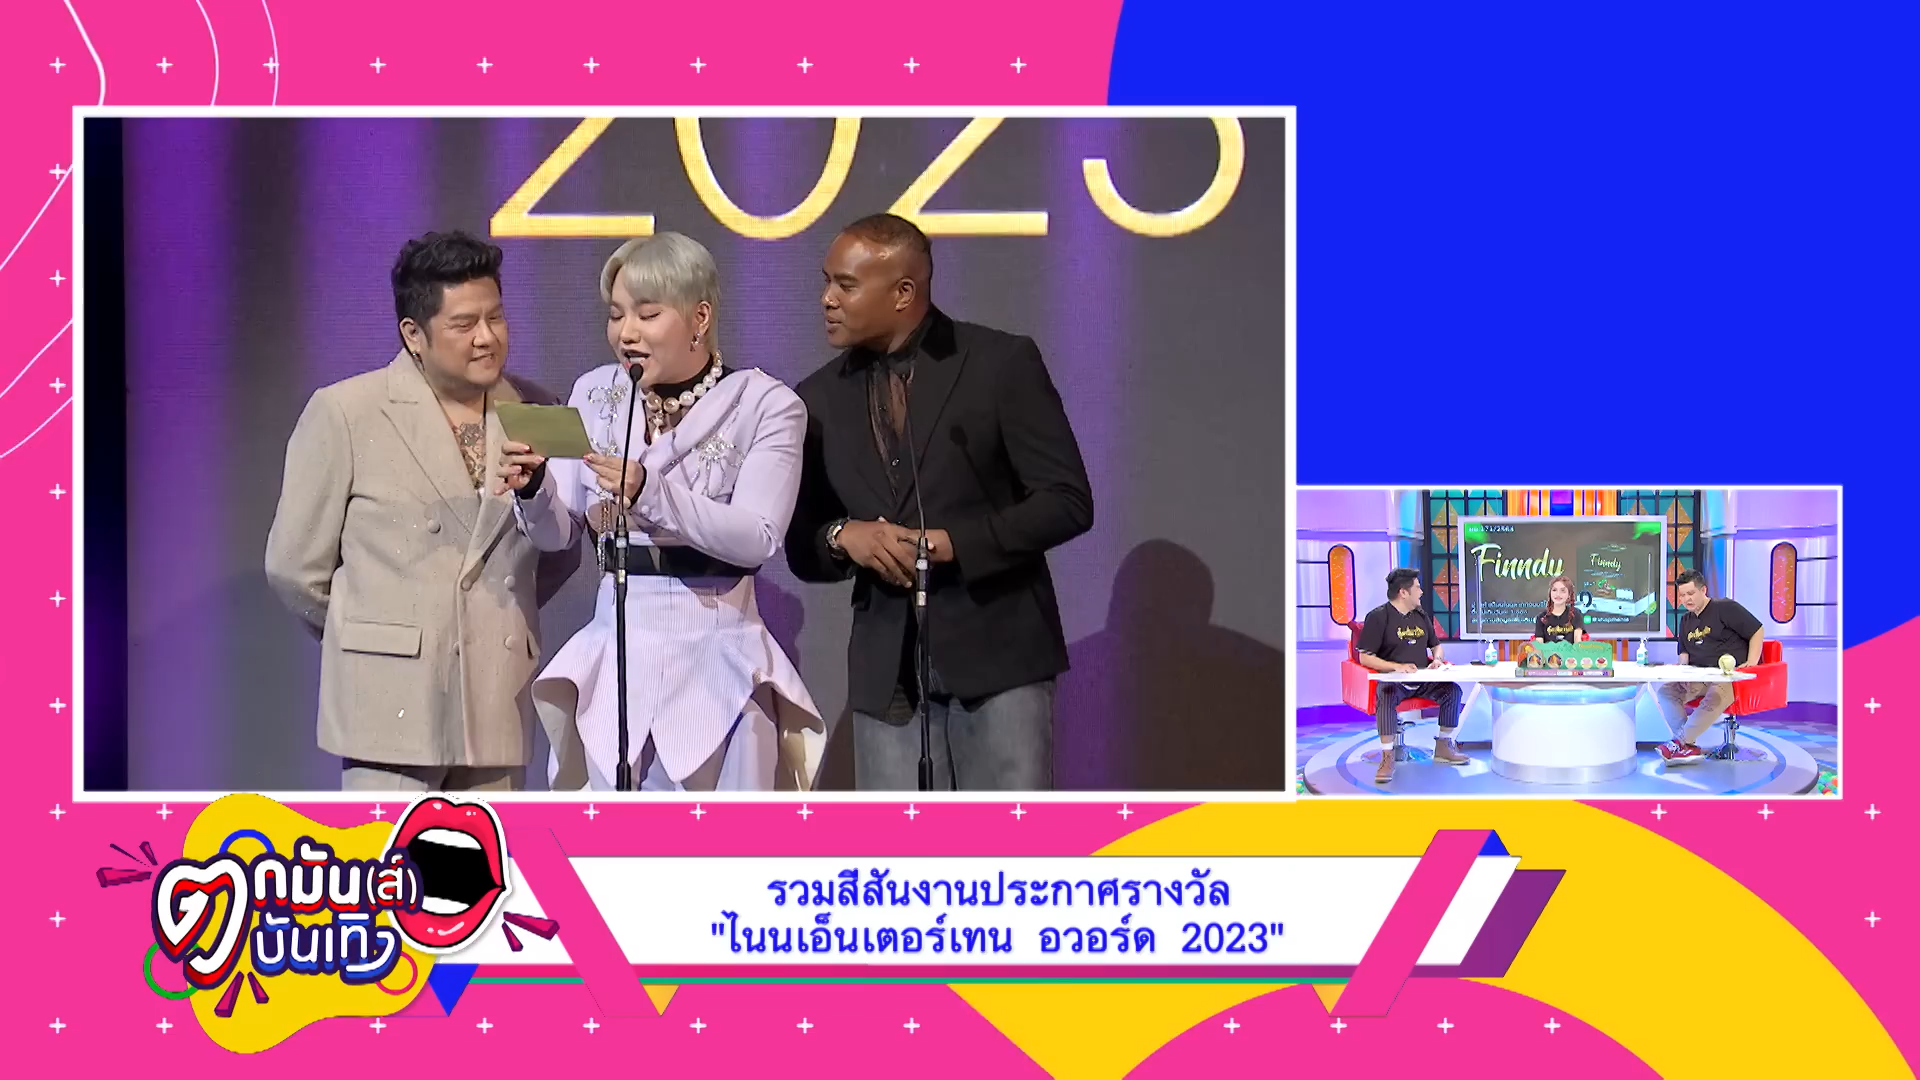 2023
Finndy
Finndy
ตกมัน(ส์)
บันเทิง
รวมสีสันงานประกาศรางวัล
"ไนนเอ็นเตอร์เทน อวอร์ด 2023"